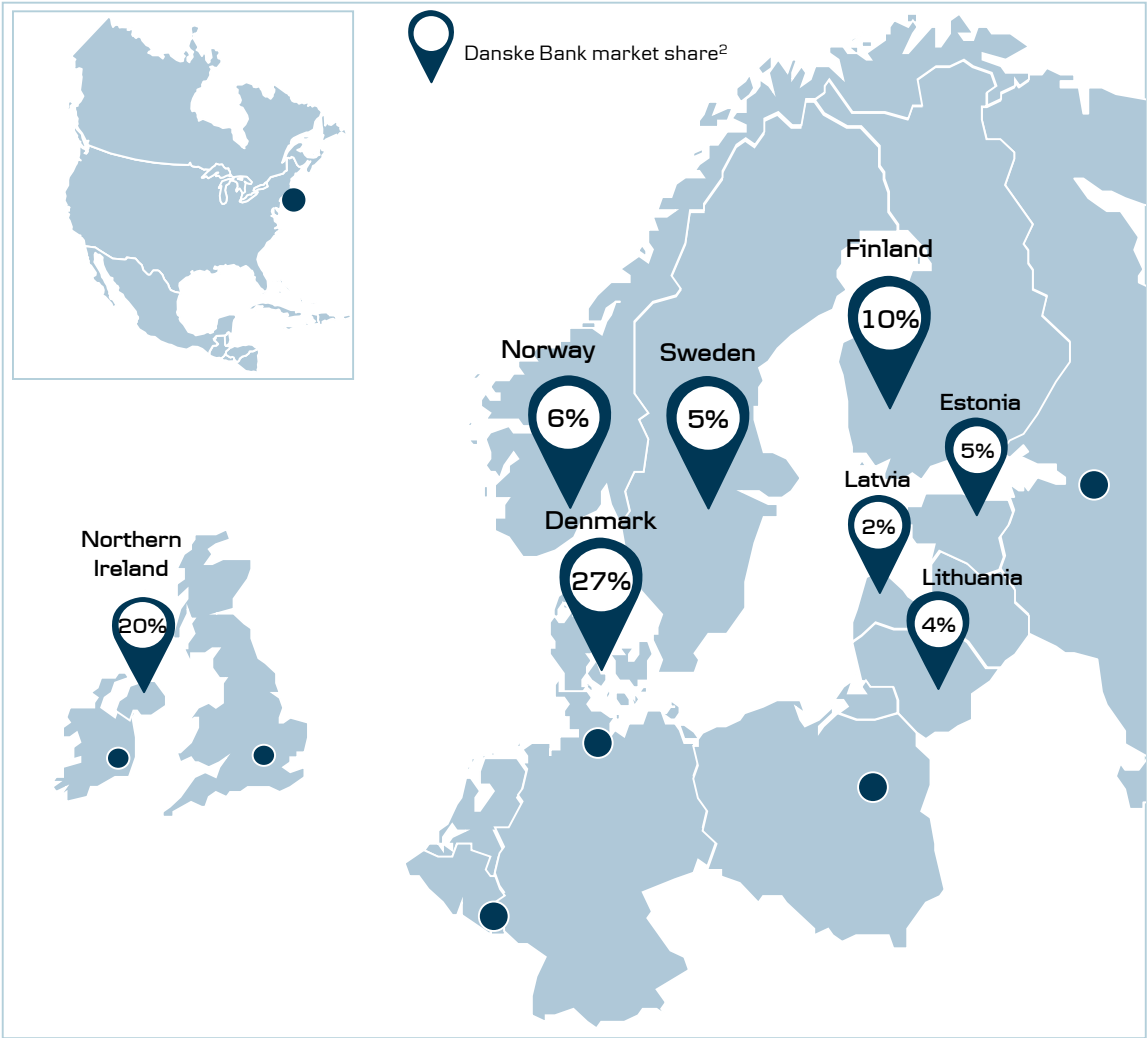 Danske Bank market share²
Finland
10%
Norway
6%
Sweden
5%
Estonia
5%
Latvia
2%
Denmark
27%
Northern
Ireland
20%
Lithuania
4%